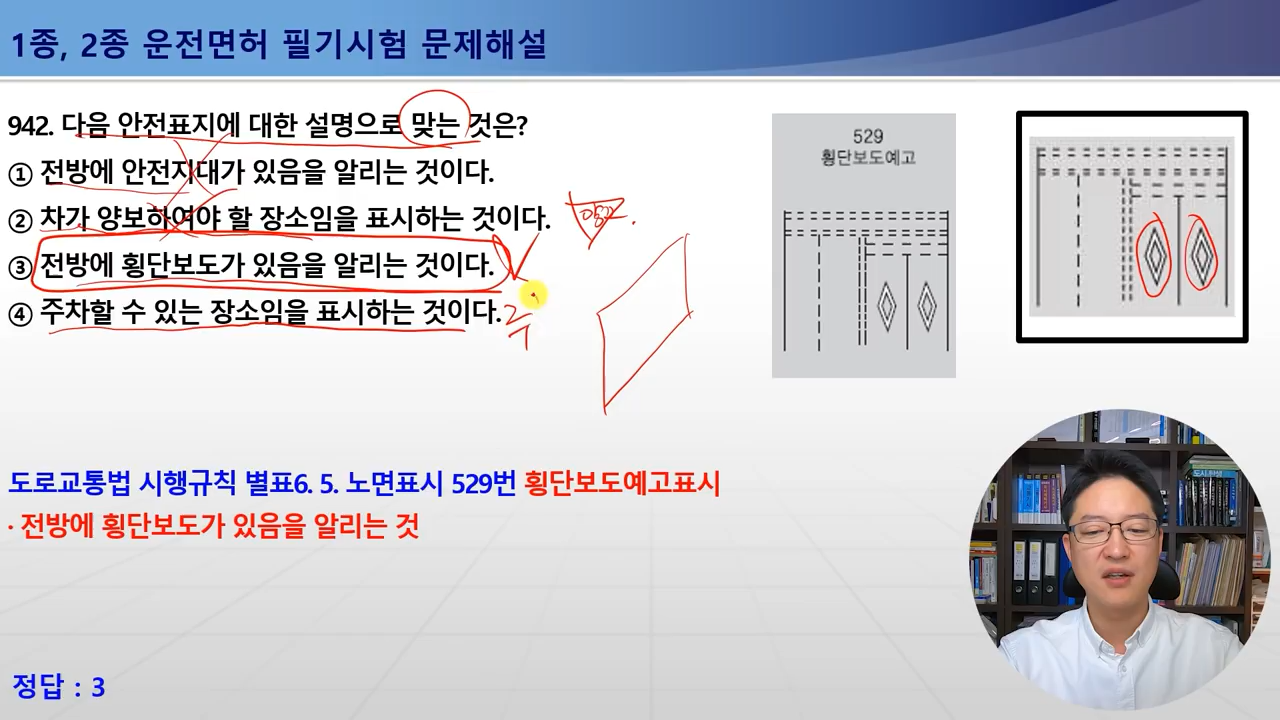 1종, 2종 운전면허 필기시험 문제해설
942. 다음 안전표지에 대한 설명으로 맞는 것은?
① 전방에 안전지대가 있음을 알리는 것이다.
② 차가 양보하여야 할 장소임을 표시하는 것이다.
③ 전방에 횡단보도가 있음을 알리는 것이다.
④ 주차할 수 있는 장소임을 표시하는 것이다.
529
횡단보도예고
도로교통법 시행규칙 별표6. 5. 노면표시 529번 횡단보도예고표시
· 전방에 횡단보도가 있음을 알리는 것
정답 : 3